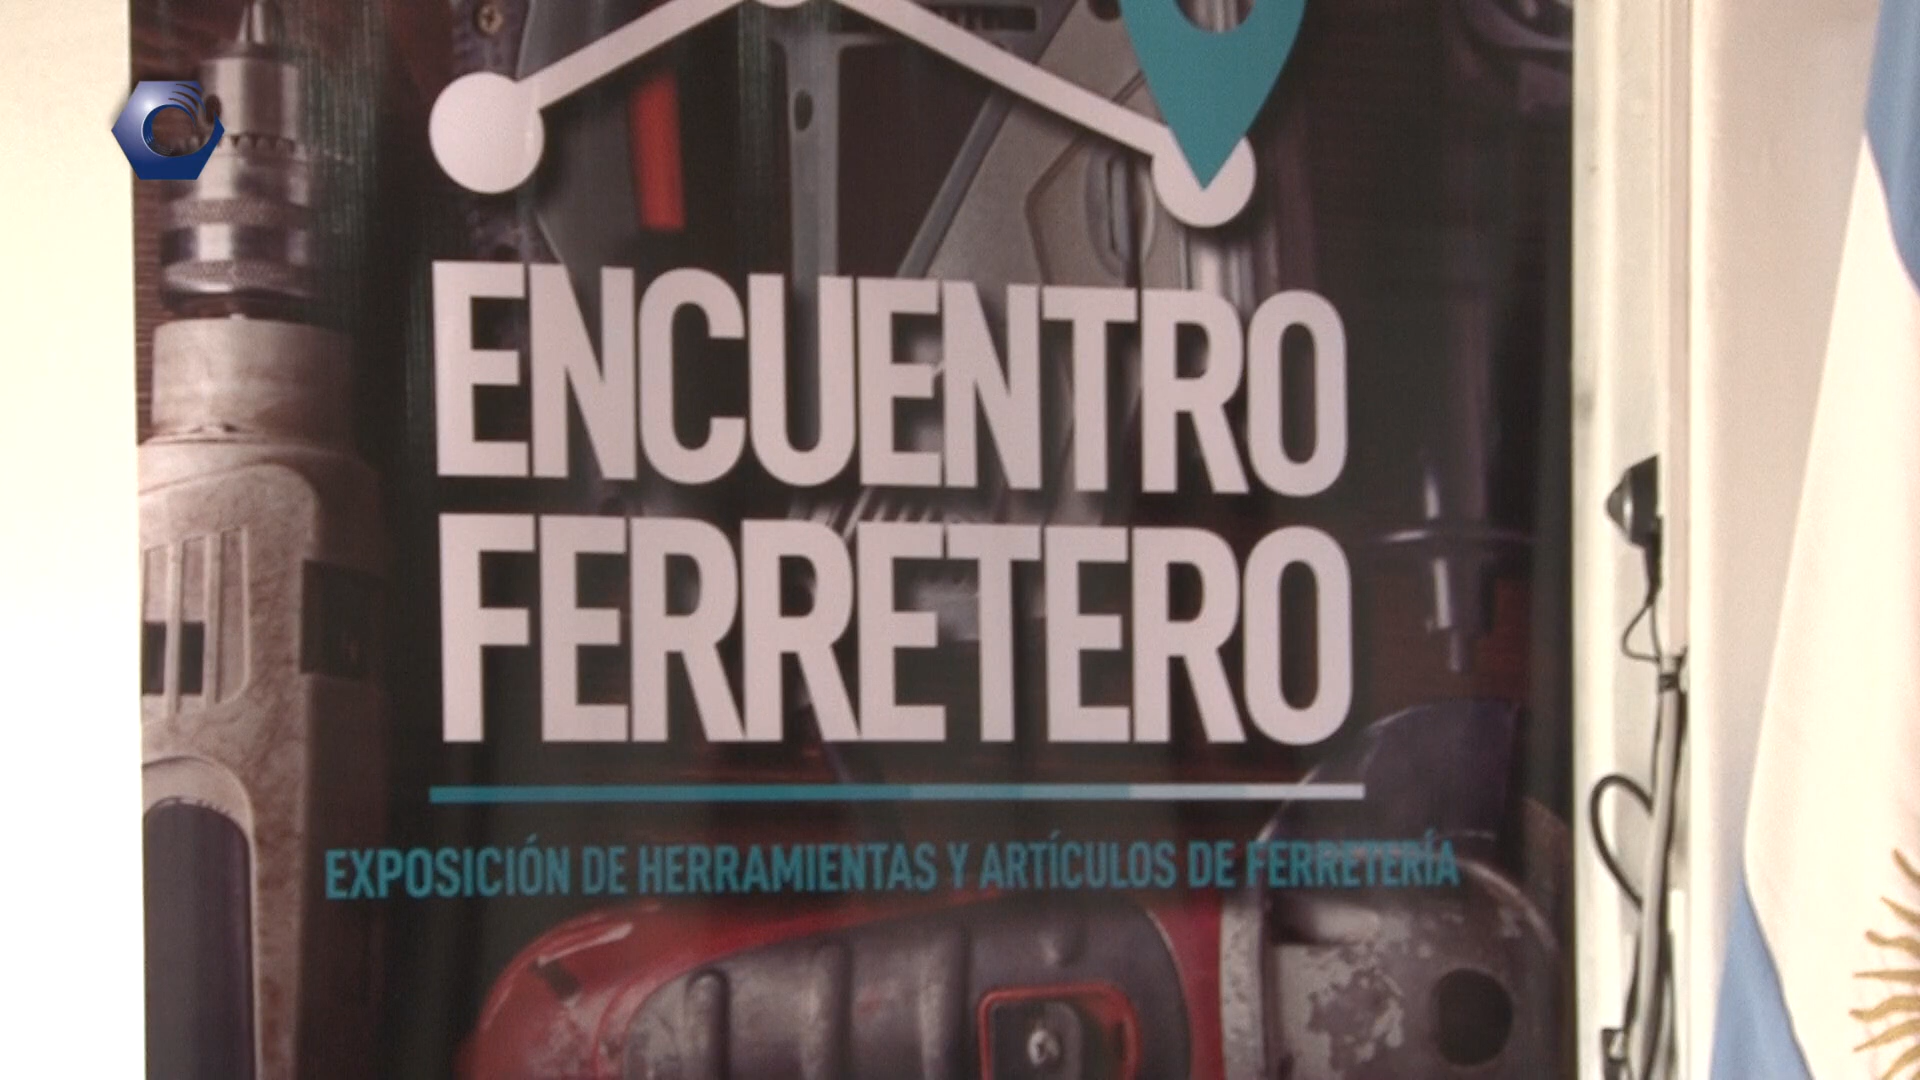 ENCUENTRO
FERRETERO
EXPOSICIÓN DE HERRAMIENTAS Y ARTÍCULOS DE FERRETERÍA